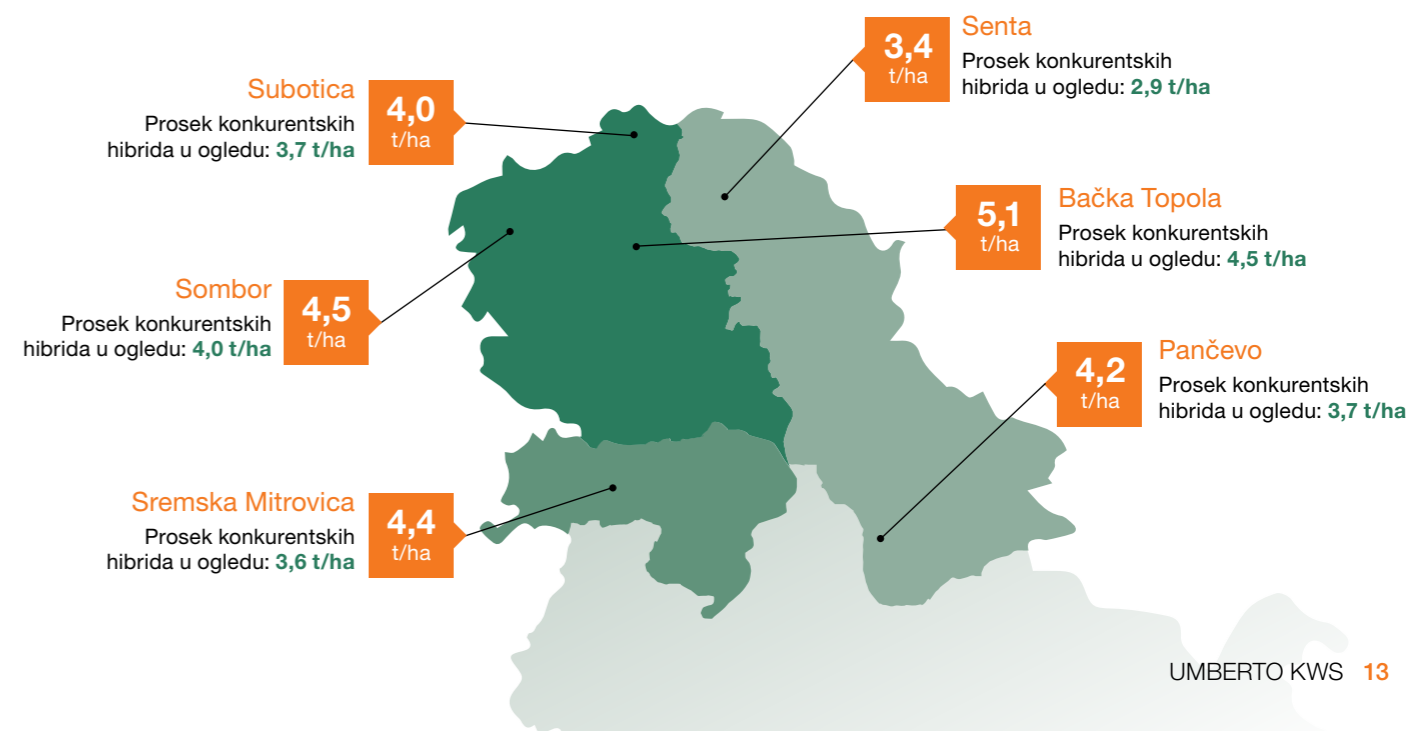 Senta
3,4
t/ha
Prosek konkurentskih
hibrida u ogledu: 2,9 t/ha
Subotica
4,0
t/ha
Prosek konkurentskih
hibrida u ogledu: 3,7 t/ha
Bačka Topola
5,1
t/ha
Prosek konkurentskih
hibrida u ogledu: 4,5 t/ha
Sombor
4,5
t/ha
Prosek konkurentskih
hibrida u ogledu: 4,0 t/ha
Pančevo
4,2
t/ha
Prosek konkurentskih
hibrida u ogledu: 3,7 t/ha
Sremska Mitrovica
4,4
t/ha
Prosek konkurentskih
hibrida u ogledu: 3,6 t/ha
UMBERTO KWS 13